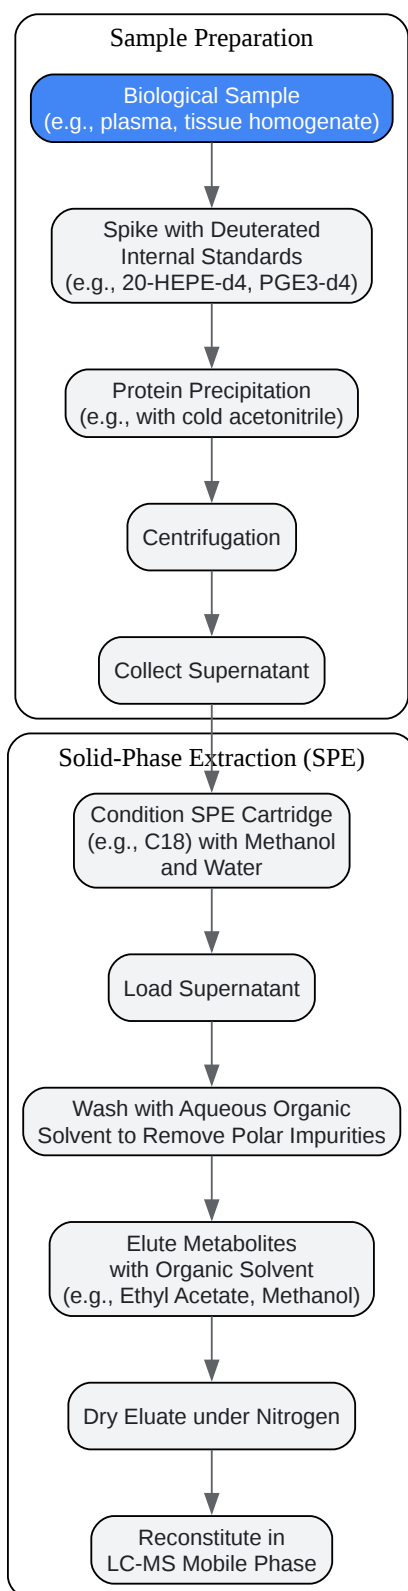 Sample Preparation
Biological Sample
(e.g., plasma, tissue homogenate)
Spike with Deuterated
Internal Standards
(e.g., 20-HEPE-d4, PGE3-d4)
Protein Precipitation
(e.g., with cold acetonitrile)
Centrifugation
Collect Supernatant
Solid-Phase Extraction (SPE)
Condition SPE Cartridge
(e.g., C18) with Methanol
and Water
Load Supernatant
Wash with Aqueous Organic
Solvent to Remove Polar Impurities
Elute Metabolites
with Organic Solvent
(e.g., Ethyl Acetate, Methanol)
Dry Eluate under Nitrogen
Reconstitute in
LC-MS Mobile Phase